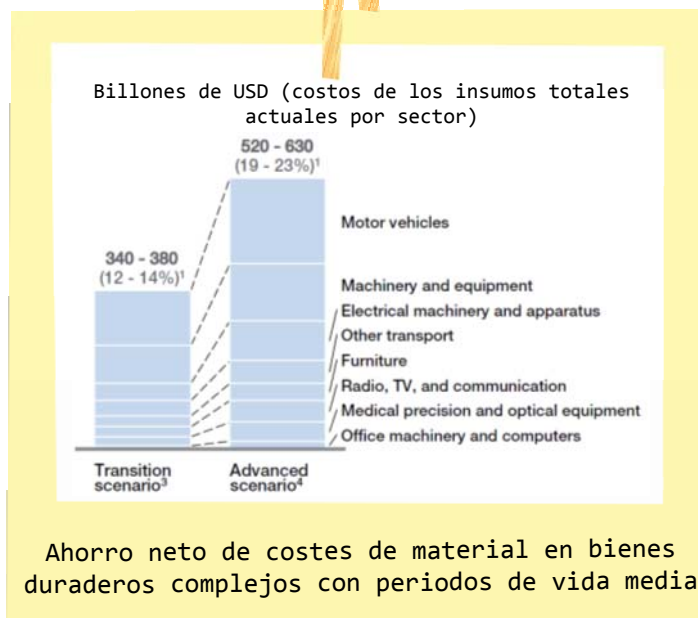 Billones de USD (costos de los insumos totales
actuales por sector)
520 - 630
(19 - 23%)¹
340 - 380
(12 - 14%)¹
Motor vehicles
Machinery and equipment
Electrical machinery and apparatus
Other transport
Furniture
Radio, TV, and communication
Medical precision and optical equipment
Office machinery and computers
Transition
scenario³
Advanced
scenario⁴
Ahorro neto de costes de material en bienes
duraderos complejos con periodos de vida media